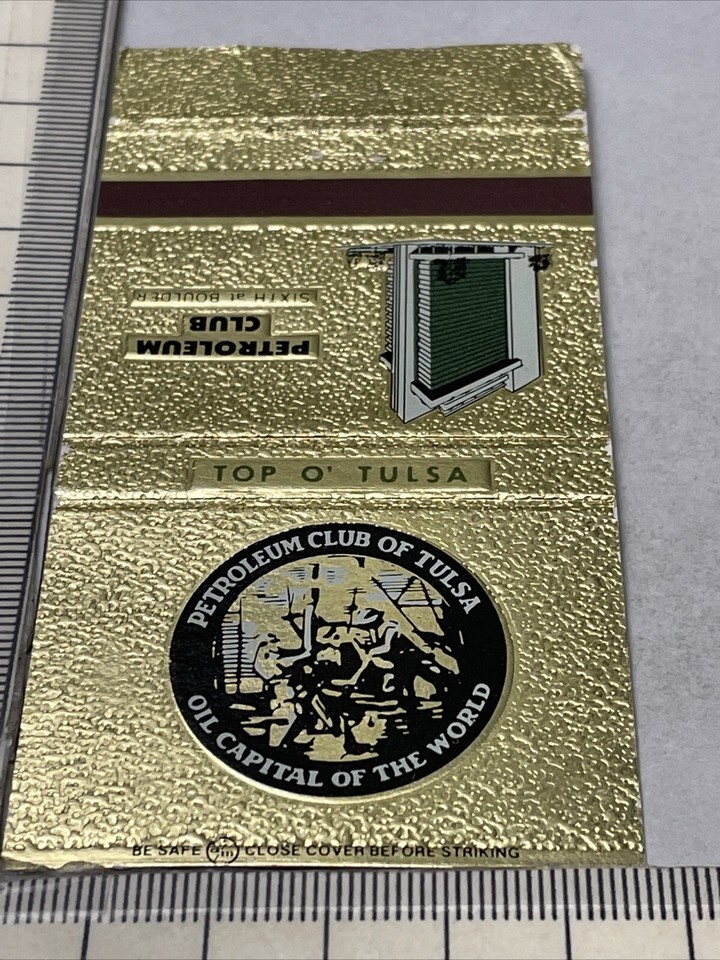 SIXTH at BOULDER
CLUB
PETROLEUM
TOP O' TULSA
PETROLEUM CLUB OF TULSA
OIL CAPITAL OF THE WORLD
BE SAFE CLOSE COVER BEFORE STRIKING